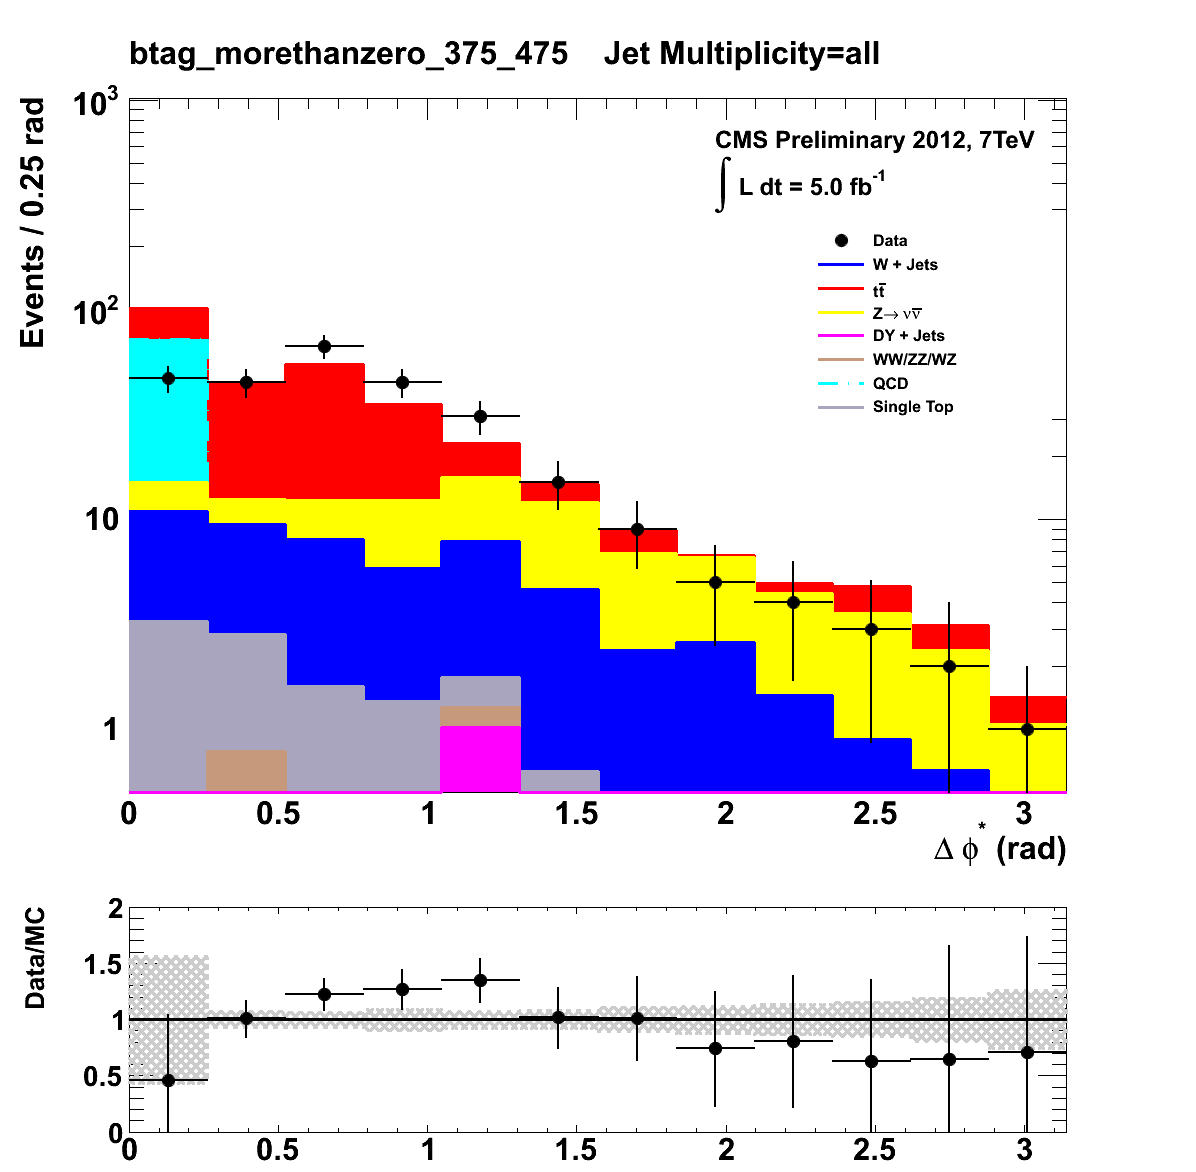 btag_morethanzero_375_475 Jet Multiplicity=all
Events / 0.25 rad
10³
10²
10
1
CMS Preliminary 2012, 7TeV
∫ L dt = 5.0 fb⁻¹
Data
W + Jets
tt̅
Z→ νν̅
DY + Jets
WW/ZZ/WZ
QCD
Single Top
0 0.5 1 1.5 2 2.5 3
Δ ϕ* (rad)
Data/MC
2
1.5
1
0.5
0
0 0.5 1 1.5 2 2.5 3